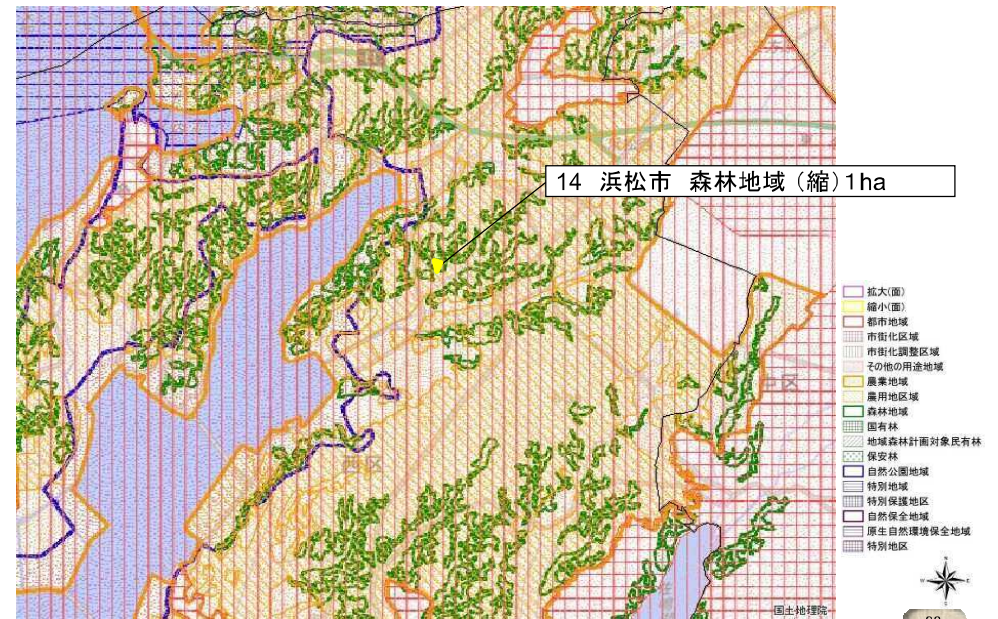 14 浜松市 森林地域(縮)1ha
拡大(面)
縮小(面)
都市地域
市街化区域
市街化調整区域
その他の用途地域
農業地域
農用地区域
森林地域
国有林
地域森林計画対象民有林
保安林
自然公園地域
特別地域
特別保護地区
自然保全地域
原生自然環境保全地域
特別地区
中区
西区
国土地理院
N
W
E
S